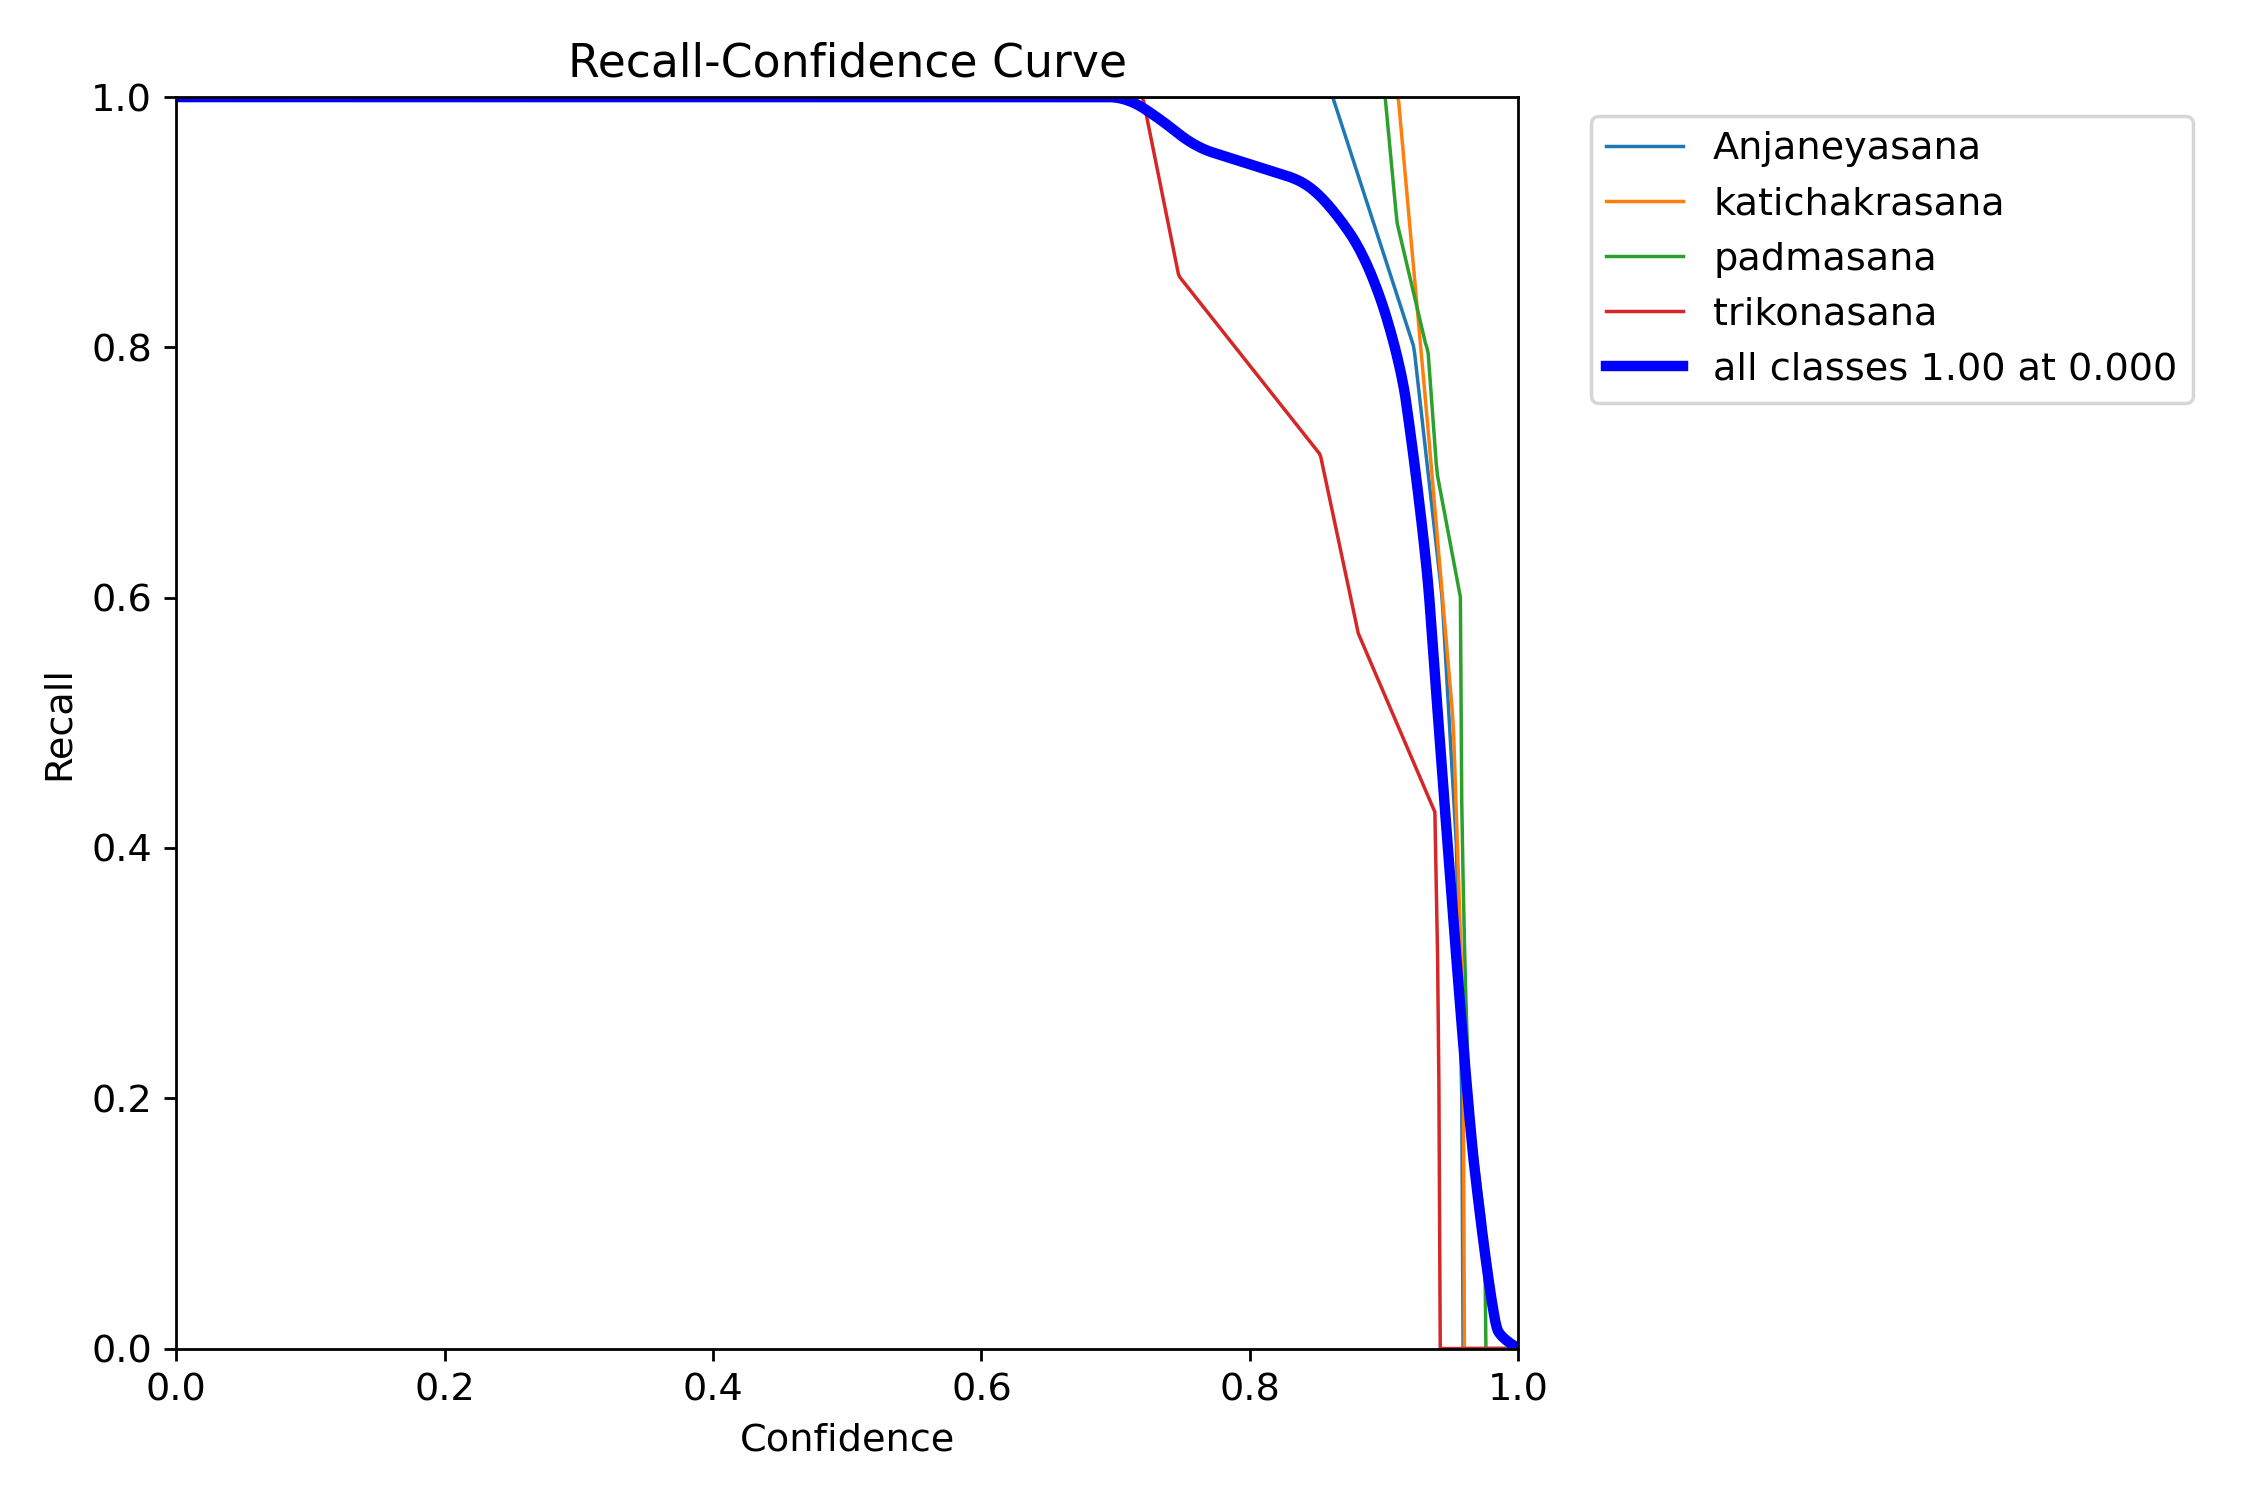 Recall-Confidence Curve
1.0
0.8
0.6
0.4
0.2
0.0
Recall
0.0 0.2 0.4 0.6 0.8 1.0
Confidence
Anjaneyasana
katichakrasana
padmasana
trikonasana
all classes 1.00 at 0.000